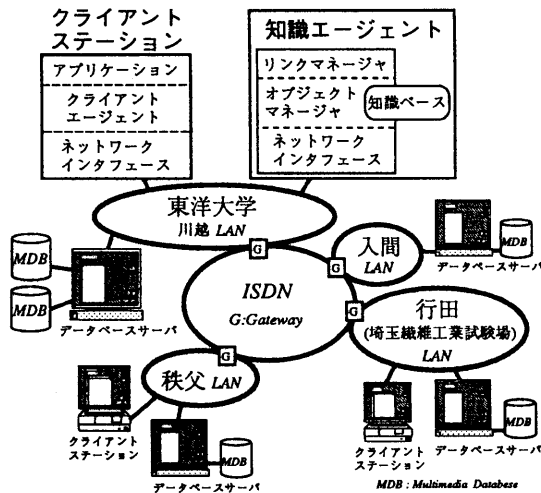 クライアント
ステーション
アプリケーション
クライアント
エージェント
ネットワーク
インタフェース
知識エージェント
リンクマネージャ
オブジェクト
マネージャ
知識ベース
ネットワーク
インタフェース
東洋大学
川越 LAN
G
MDB
MDB
データベースサーバ
ISDN
G:Gateway
G
入間
LAN
MDB
データベースサーバ
G
行田
(埼玉繊維工業試験場)
LAN
G
秩父 LAN
クライアント
ステーション
MDB
データベースサーバ
クライアント
ステーション
MDB
データベースサーバ
MDB : Multimedia Databese